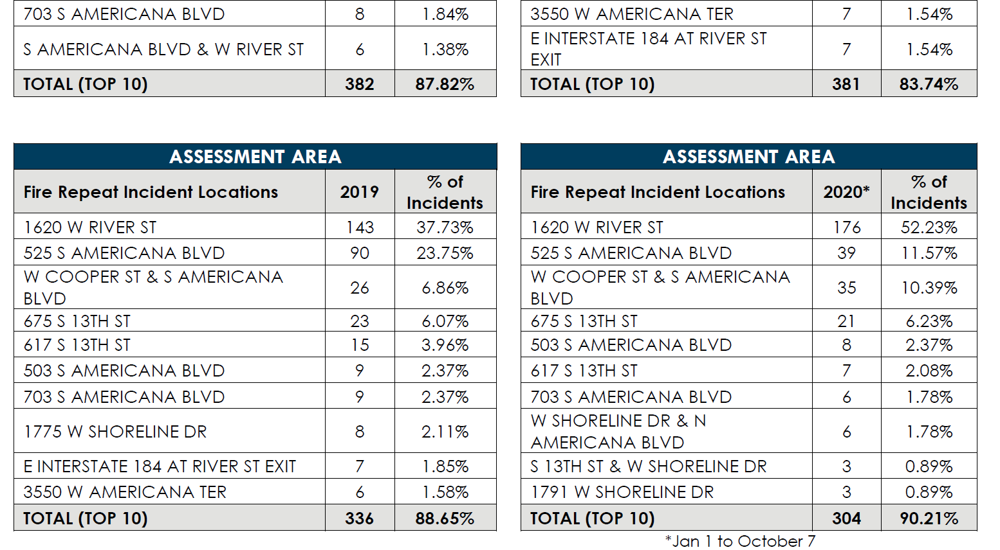 703 S AMERICANA BLVD 8 1.84%
S AMERICANA BLVD & W RIVER ST 6 1.38%
TOTAL (TOP 10) 382 87.82%
3550 W AMERICANA TER 7 1.54%
E INTERSTATE 184 AT RIVER ST
EXIT 7 1.54%
TOTAL (TOP 10) 381 83.74%
ASSESSMENT AREA
Fire Repeat Incident Locations 2019 % of
Incidents
1620 W RIVER ST 143 37.73%
525 S AMERICANA BLVD 90 23.75%
W COOPER ST & S AMERICANA
BLVD 26 6.86%
675 S 13TH ST 23 6.07%
617 S 13TH ST 15 3.96%
503 S AMERICANA BLVD 9 2.37%
703 S AMERICANA BLVD 9 2.37%
1775 W SHORELINE DR 8 2.11%
E INTERSTATE 184 AT RIVER ST EXIT 7 1.85%
3550 W AMERICANA TER 6 1.58%
TOTAL (TOP 10) 336 88.65%
ASSESSMENT AREA
Fire Repeat Incident Locations 2020* % of
Incidents
1620 W RIVER ST 176 52.23%
525 S AMERICANA BLVD 39 11.57%
W COOPER ST & S AMERICANA
BLVD 35 10.39%
675 S 13TH ST 21 6.23%
503 S AMERICANA BLVD 8 2.37%
617 S 13TH ST 7 2.08%
703 S AMERICANA BLVD 6 1.78%
W SHORELINE DR & N
AMERICANA BLVD 6 1.78%
S 13TH ST & W SHORELINE DR 3 0.89%
1791 W SHORELINE DR 3 0.89%
TOTAL (TOP 10) 304 90.21%
*Jan 1 to October 7